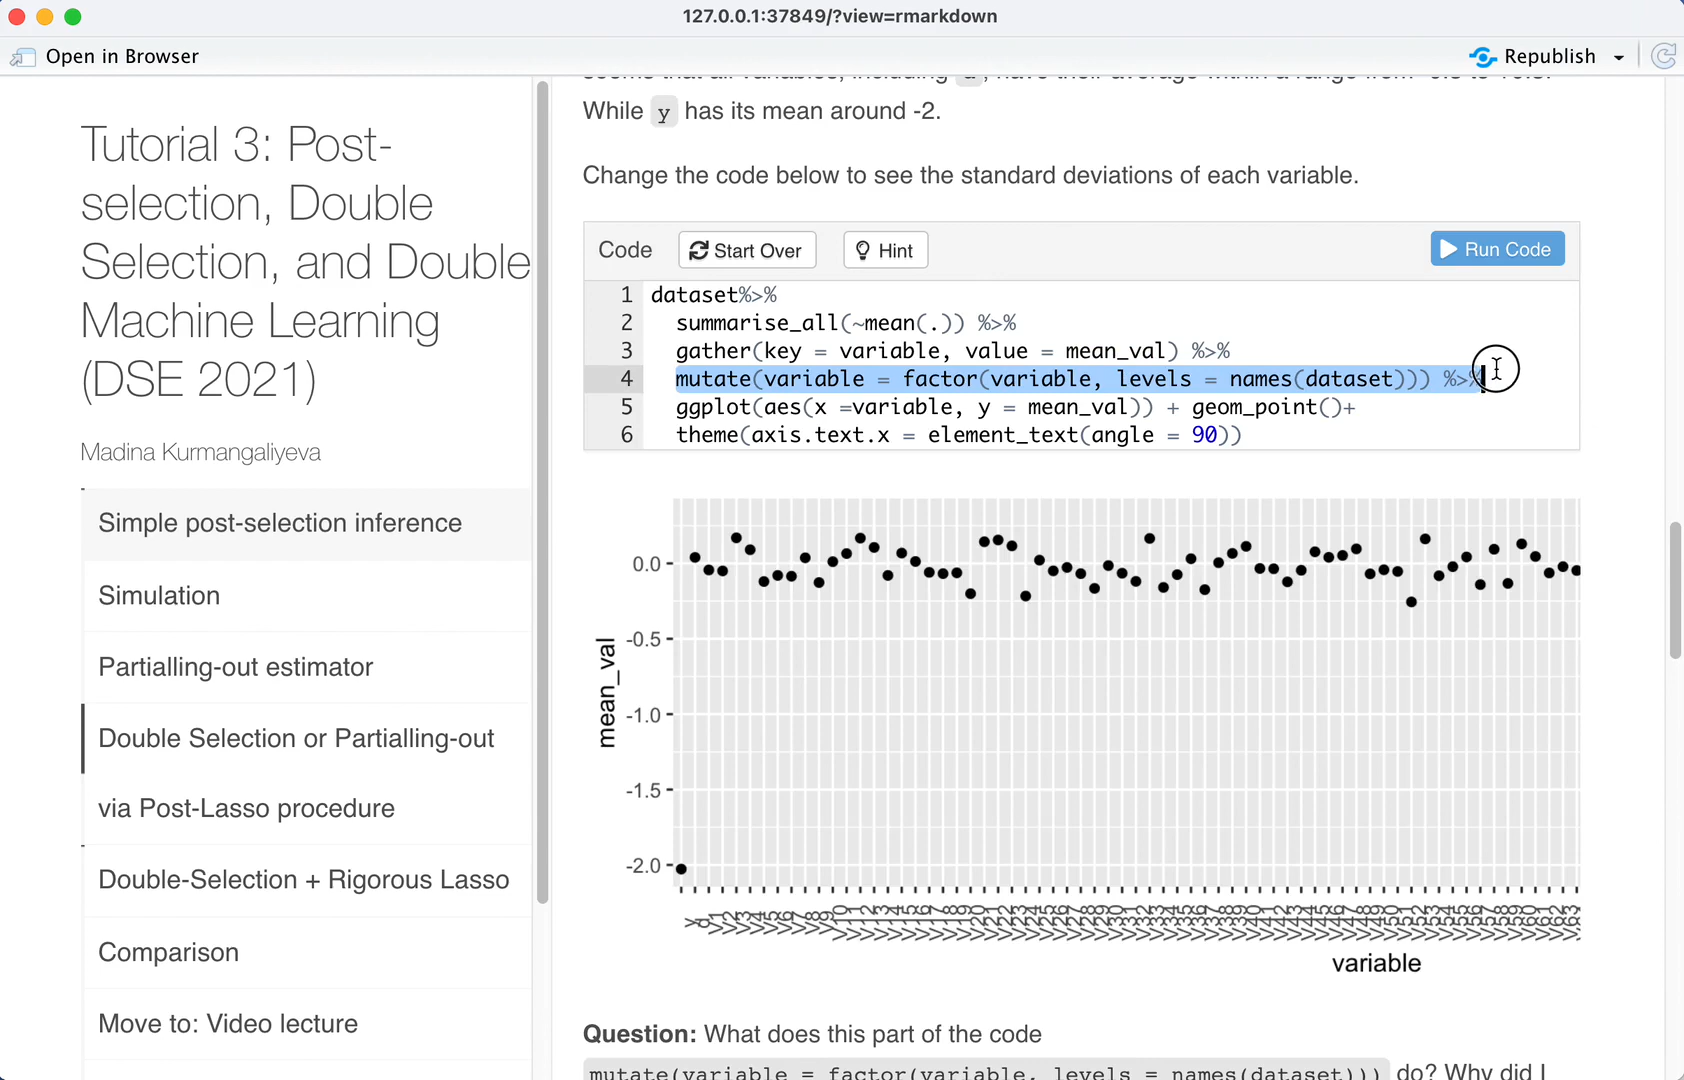 127.0.0.1:37849/?view=rmarkdown
Open in Browser
Republish
Tutorial 3: Post-
selection, Double
Selection, and Double
Machine Learning
(DSE 2021)
Madina Kurmangaliyeva
Simple post-selection inference
Simulation
Partialling-out estimator
Double Selection or Partialling-out
via Post-Lasso procedure
Double-Selection + Rigorous Lasso
Comparison
Move to: Video lecture
While y has its mean around -2.
Change the code below to see the standard deviations of each variable.
Code Start Over Hint Run Code
1 dataset%>%
2 summarise_all(~mean(.)) %>%
3 gather(key = variable, value = mean_val) %>%
4 mutate(variable = factor(variable, levels = names(dataset))) %>%
5 ggplot(aes(x =variable, y = mean_val)) + geom_point()+
6 theme(axis.text.x = element_text(angle = 90))
0.0
-0.5
-1.0
-1.5
-2.0
mean_val
variable
Question: What does this part of the code
mutate(variable = factor(variable, levels = names(dataset))) do? Why did I